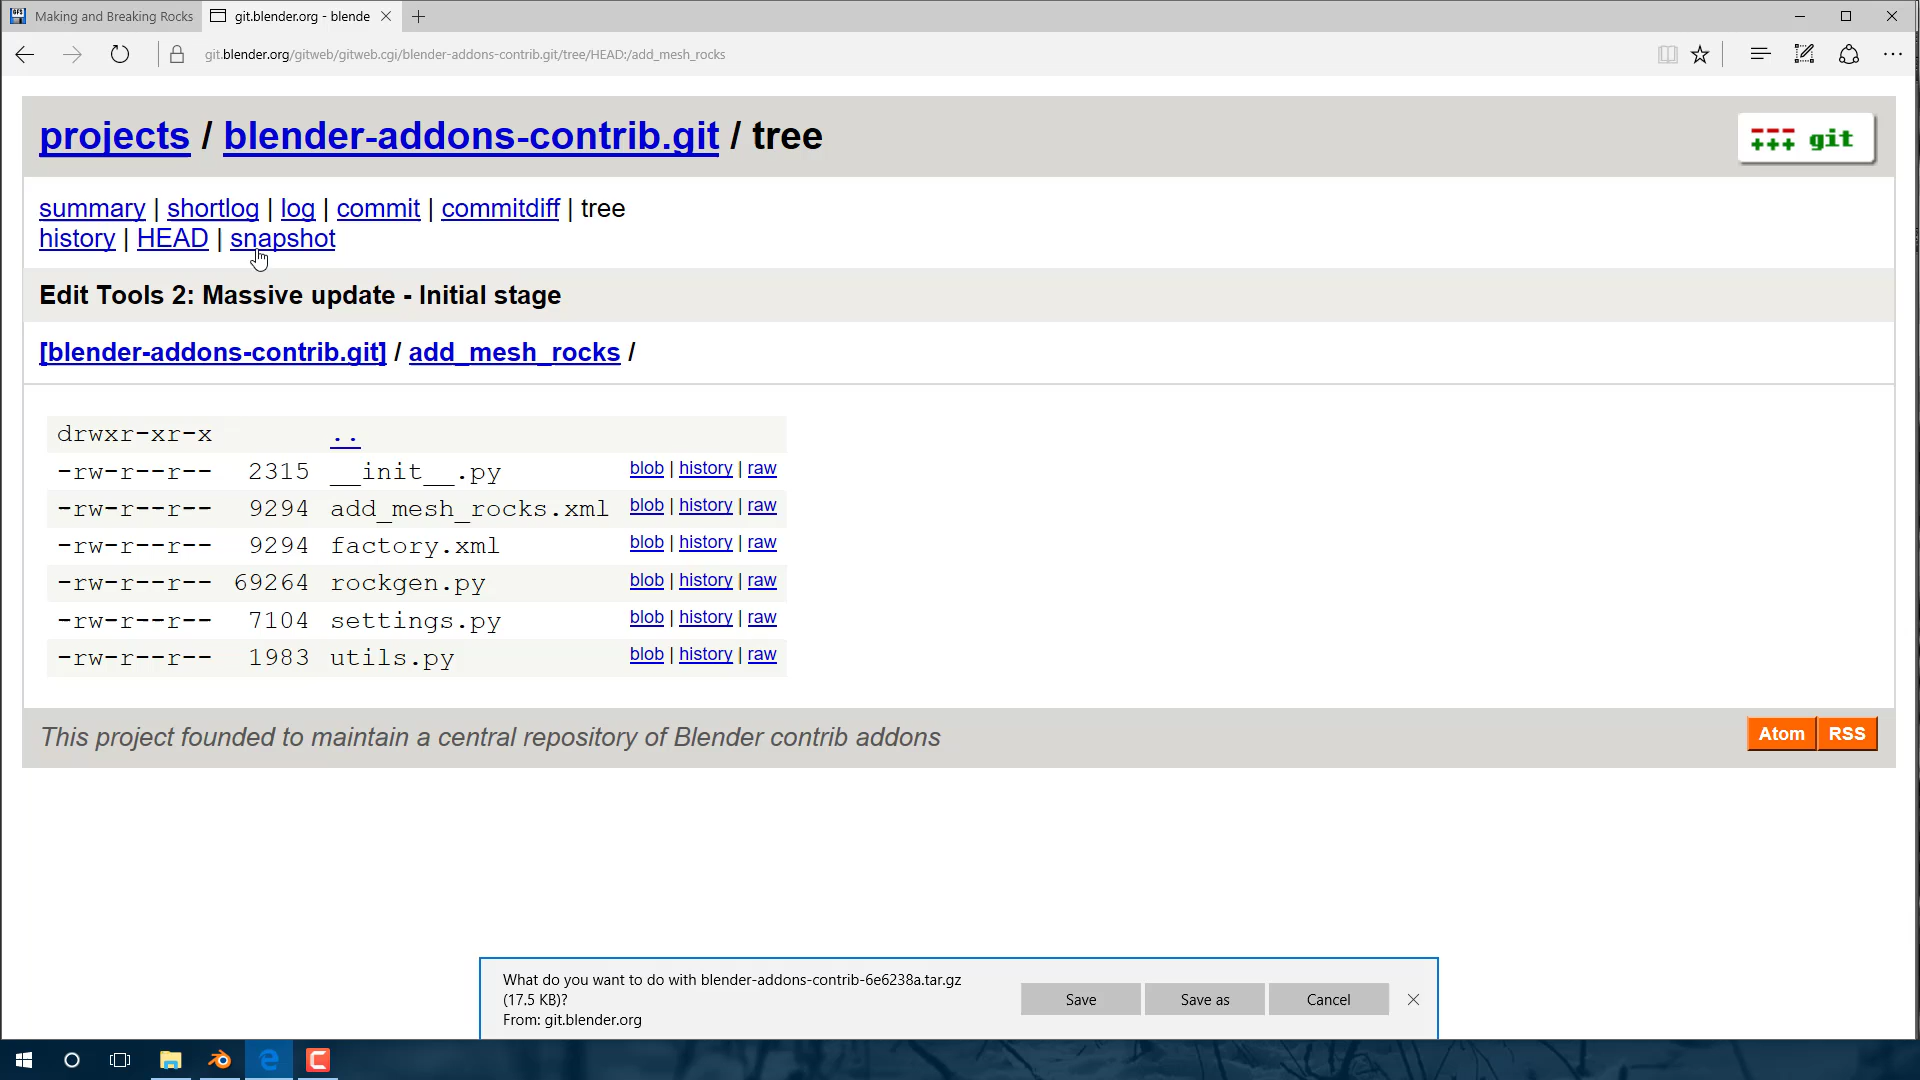 Making and Breaking Rocks
git.blender.org - blende
git.blender.org/gitweb/gitweb.cgi/blender-addons-contrib.git/tree/HEAD:/add_mesh_rocks
projects / blender-addons-contrib.git / tree
git
summary | shortlog | log | commit | commitdiff | tree
history | HEAD | snapshot
Edit Tools 2: Massive update - Initial stage
[blender-addons-contrib.git] / add_mesh_rocks /
drwxr-xr-x ..
-rw-r--r-- 2315 __init__.py blob | history | raw
-rw-r--r-- 9294 add_mesh_rocks.xml blob | history | raw
-rw-r--r-- 9294 factory.xml blob | history | raw
-rw-r--r-- 69264 rockgen.py blob | history | raw
-rw-r--r-- 7104 settings.py blob | history | raw
-rw-r--r-- 1983 utils.py blob | history | raw
This project founded to maintain a central repository of Blender contrib addons
Atom RSS
What do you want to do with blender-addons-contrib-6e6238a.tar.gz
(17.5 KB)?
From: git.blender.org
Save Save as Cancel